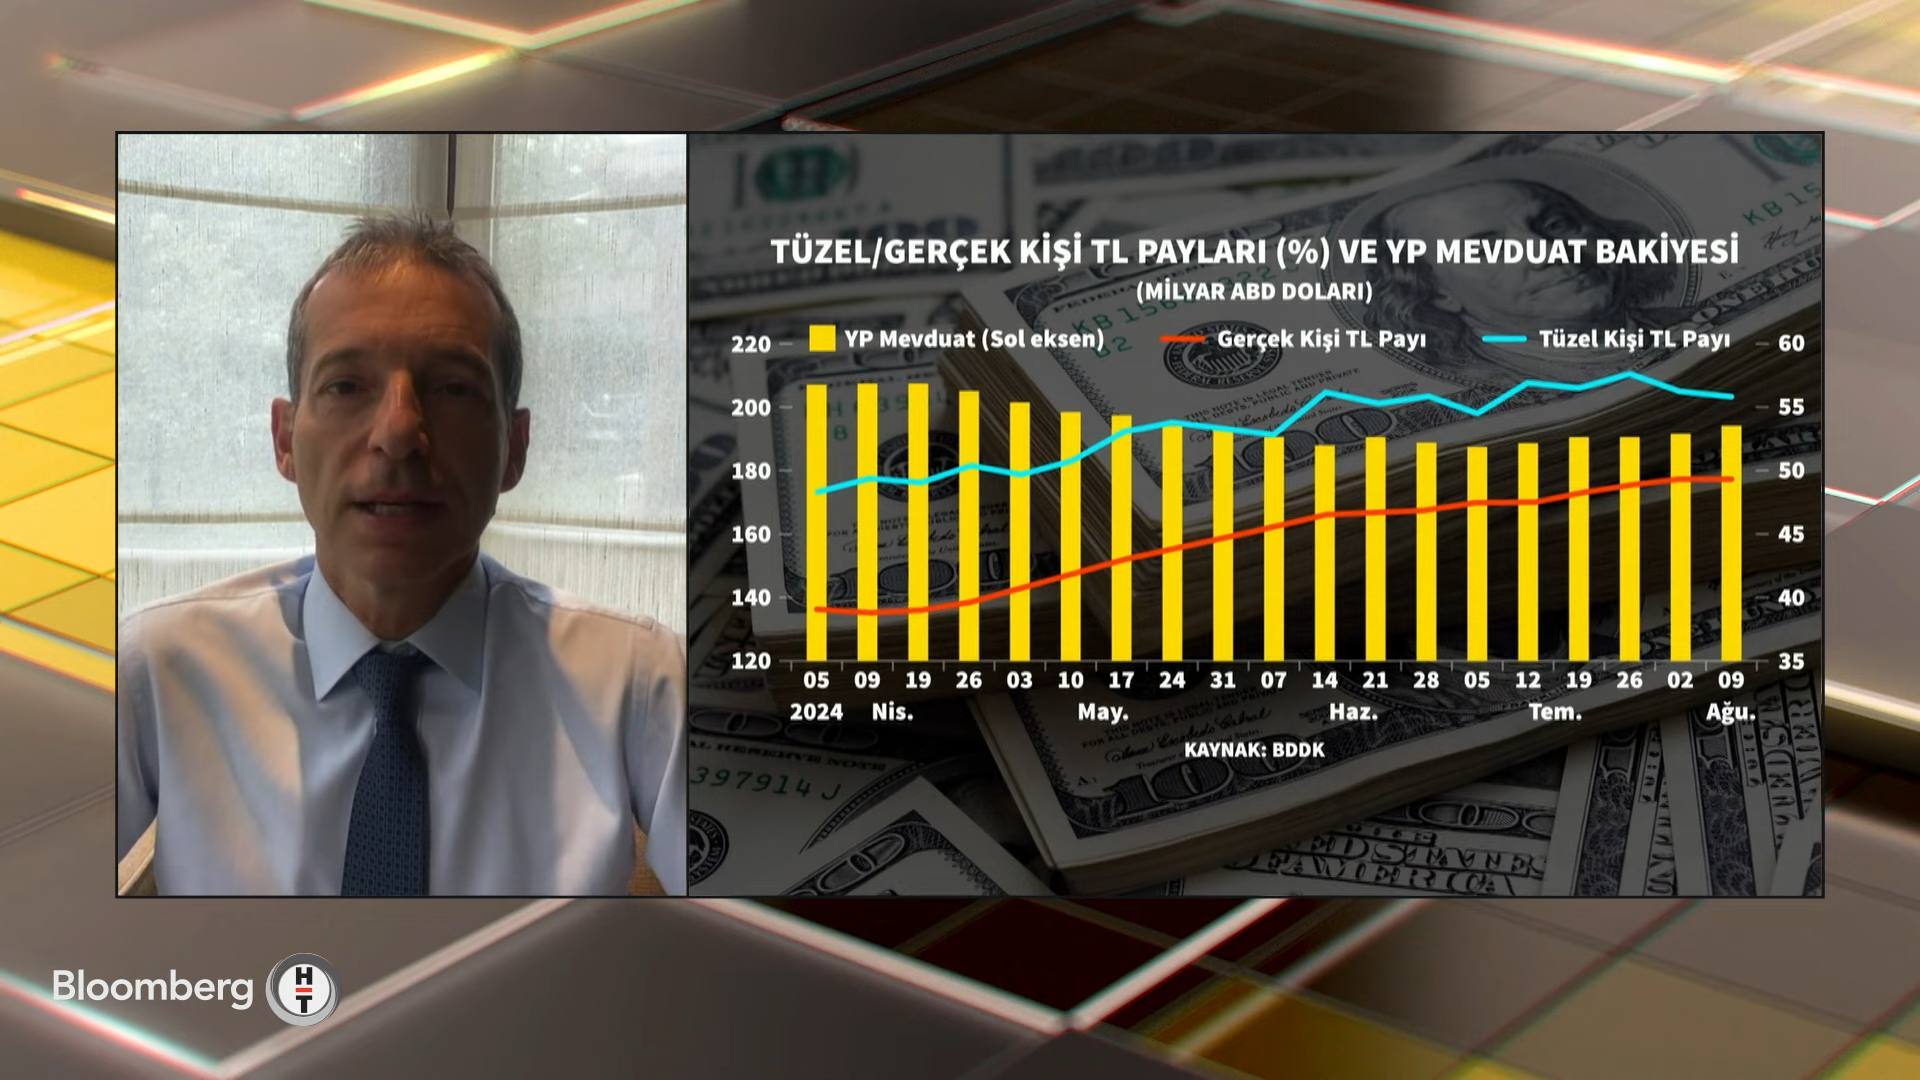 TÜZEL/GERÇEK KİŞİ TL PAYLARI (%) VE YP MEVDUAT BAKİYESİ
(MİLYAR ABD DOLARI)
YP Mevduat (Sol eksen) Gerçek Kişi TL Payı Tüzel Kişi TL Payı
220 60
200 55
180 50
160 45
140 40
120 35
05 09 19 26 03 10 17 24 31 07 14 21 28 05 12 19 26 02 09
2024 Nis. May. Haz. Tem. Ağu.
KAYNAK: BDDK
397914 J
Bloomberg HT